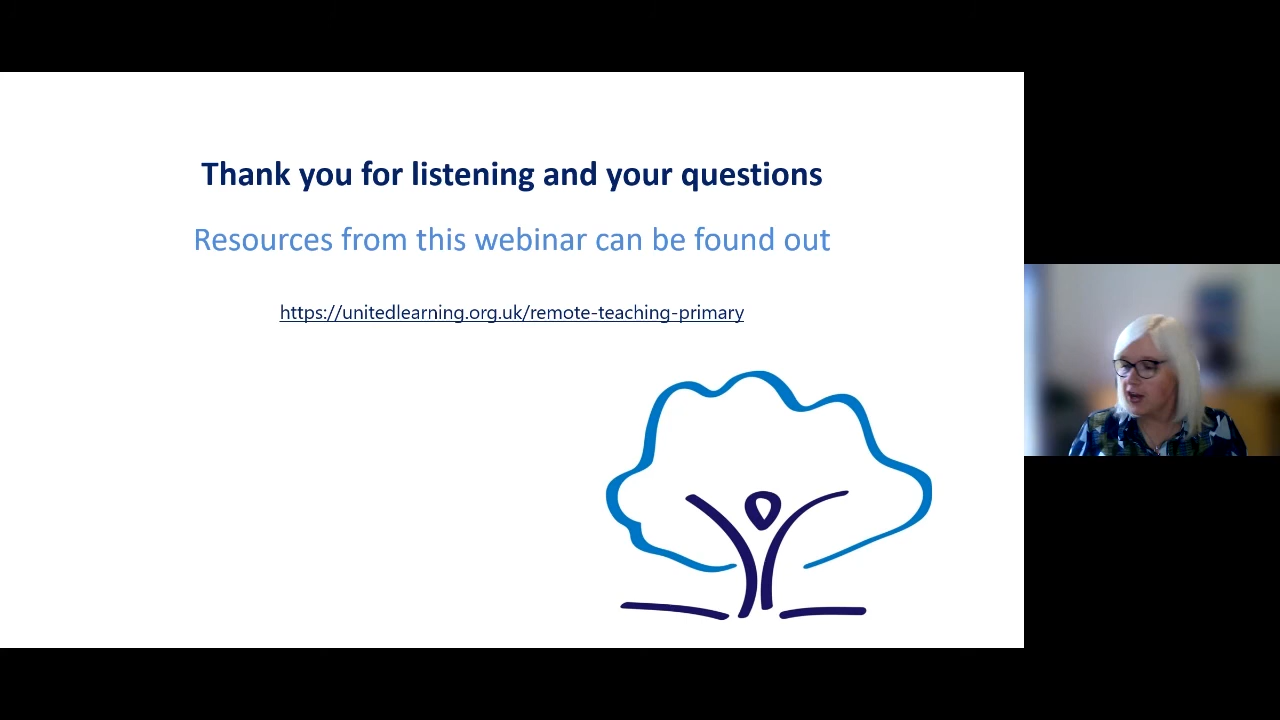 Thank you for listening and your questions
Resources from this webinar can be found out
https://unitedlearning.org.uk/remote-teaching-primary